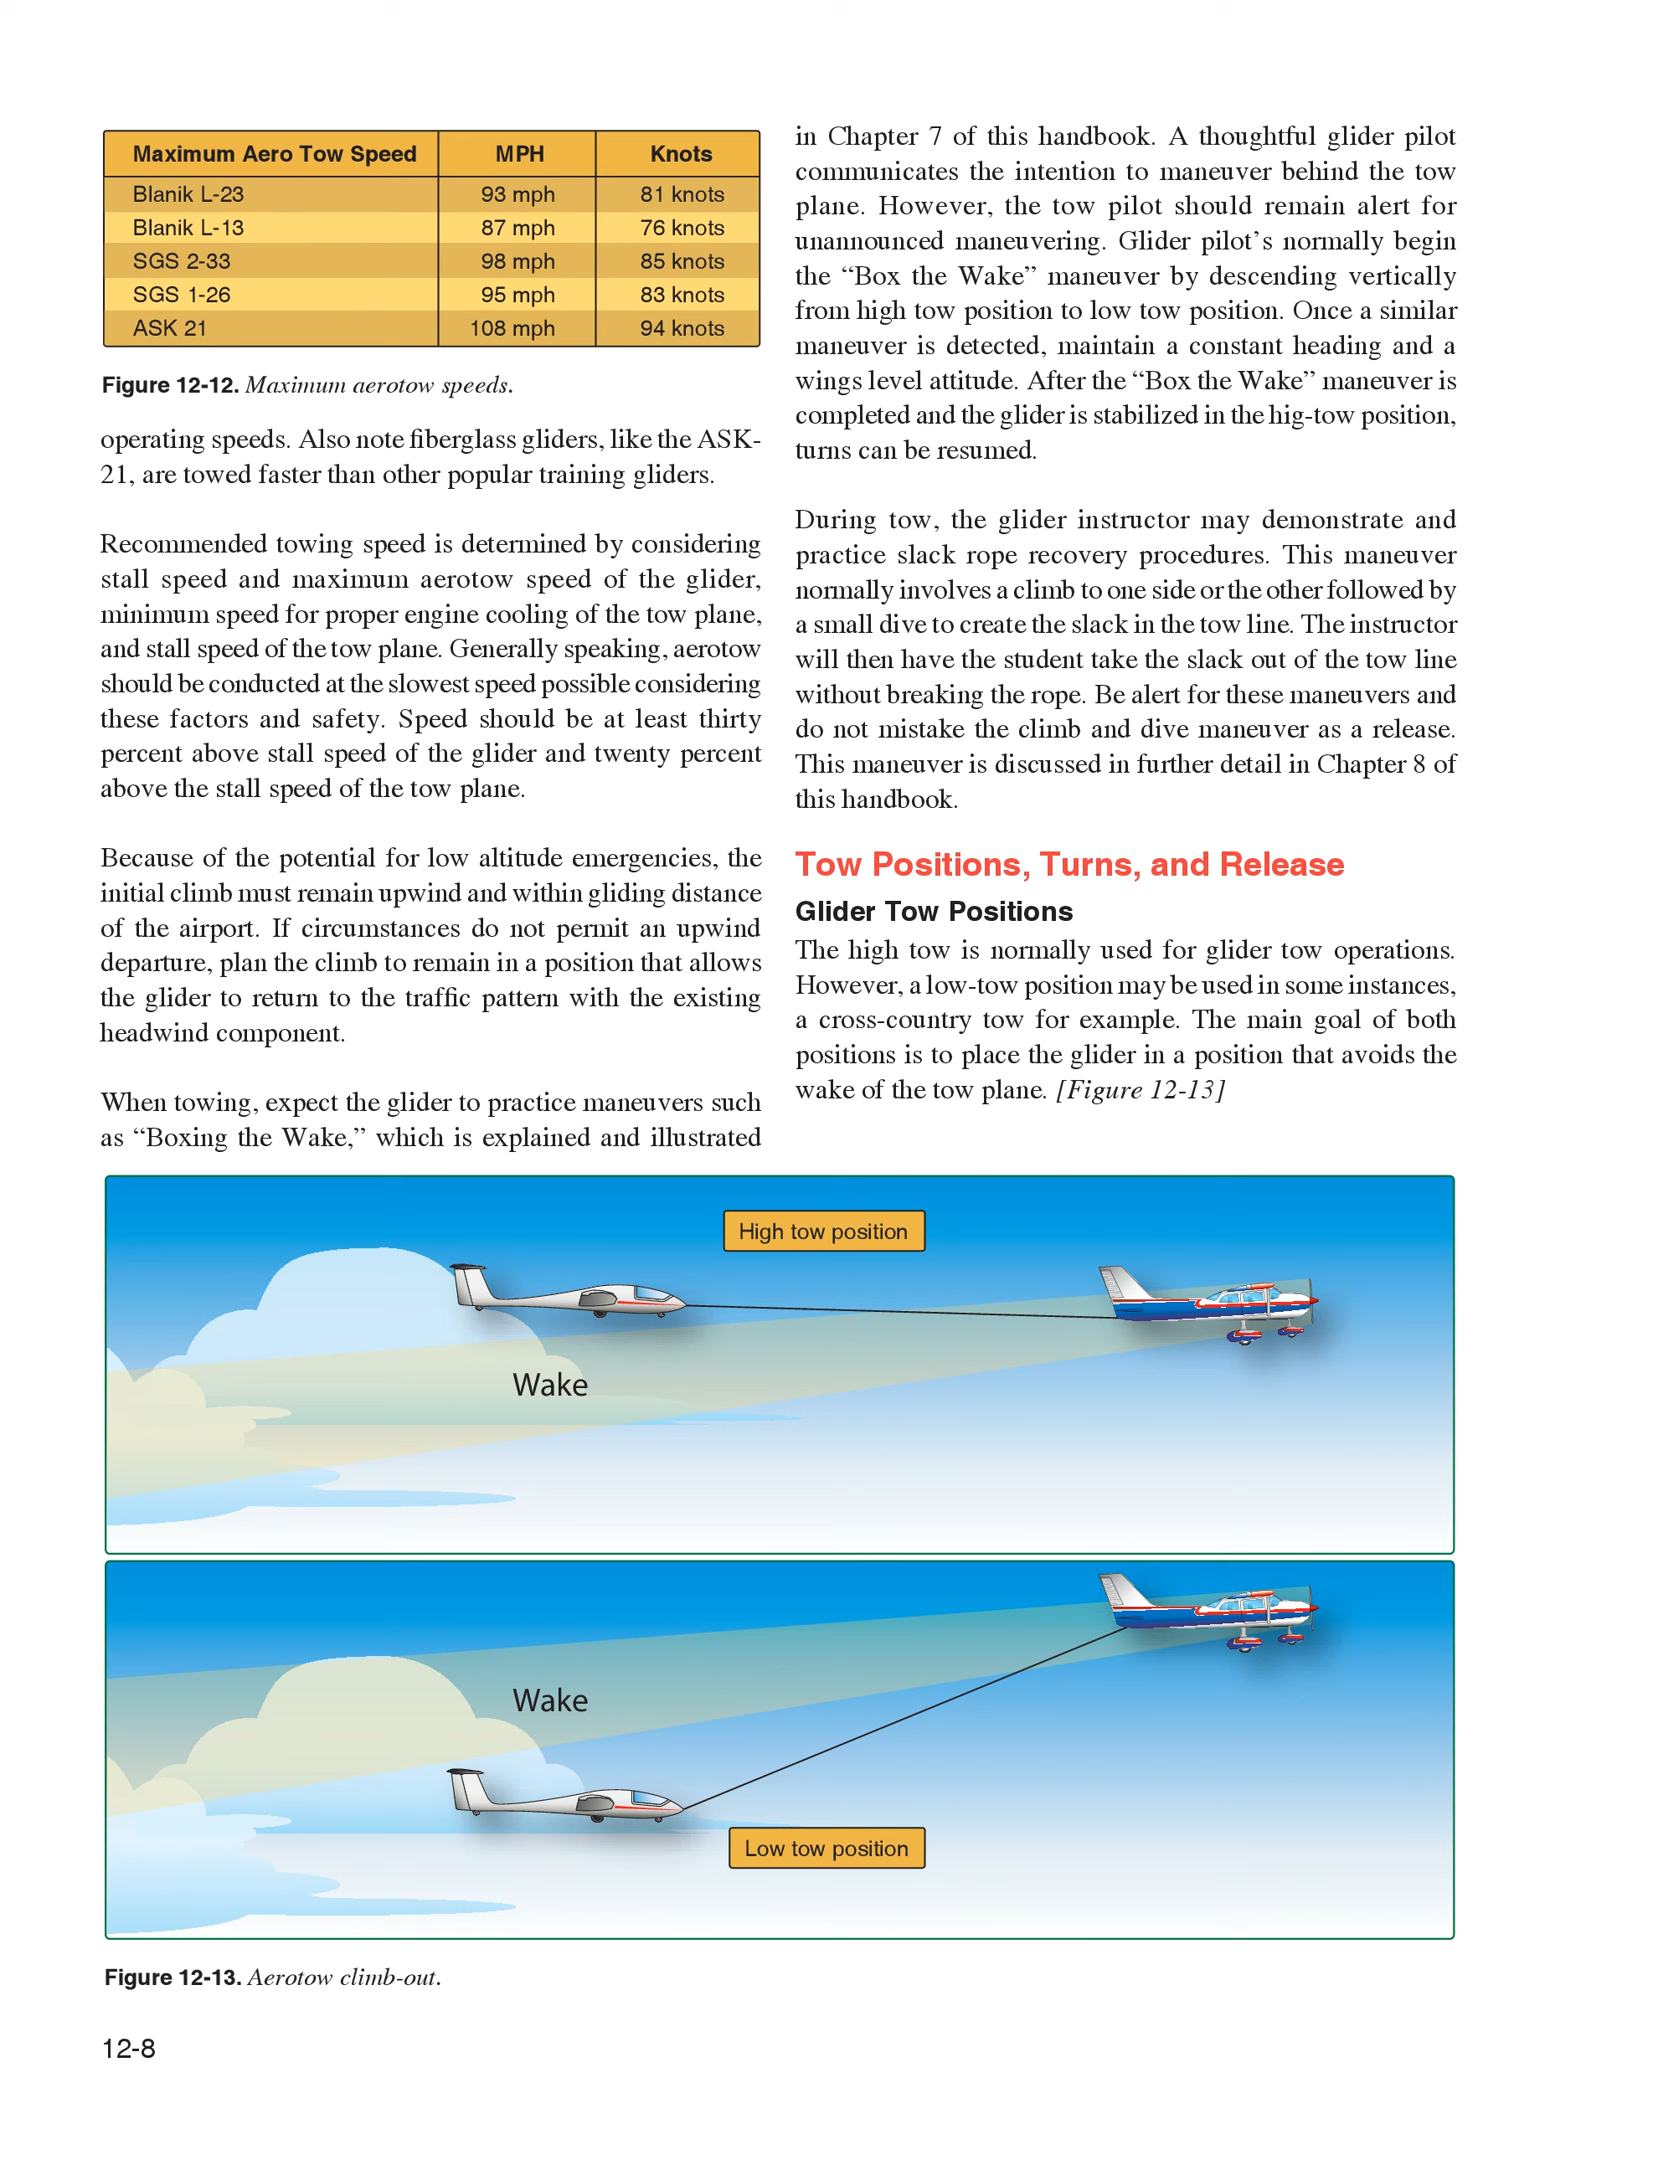 Maximum Aero Tow Speed MPH Knots
Blanik L-23 93 mph 81 knots
Blanik L-13 87 mph 76 knots
SGS 2-33 98 mph 85 knots
SGS 1-26 95 mph 83 knots
ASK 21 108 mph 94 knots
Figure 12-12. Maximum aerotow speeds.
operating speeds. Also note fiberglass gliders, like the ASK-
21, are towed faster than other popular training gliders.
Recommended towing speed is determined by considering
stall speed and maximum aerotow speed of the glider,
minimum speed for proper engine cooling of the tow plane,
and stall speed of the tow plane. Generally speaking, aerotow
should be conducted at the slowest speed possible considering
these factors and safety. Speed should be at least thirty
percent above stall speed of the glider and twenty percent
above the stall speed of the tow plane.
Because of the potential for low altitude emergencies, the
initial climb must remain upwind and within gliding distance
of the airport. If circumstances do not permit an upwind
departure, plan the climb to remain in a position that allows
the glider to return to the traffic pattern with the existing
headwind component.
When towing, expect the glider to practice maneuvers such
as “Boxing the Wake,” which is explained and illustrated
in Chapter 7 of this handbook. A thoughtful glider pilot
communicates the intention to maneuver behind the tow
plane. However, the tow pilot should remain alert for
unannounced maneuvering. Glider pilot’s normally begin
the “Box the Wake” maneuver by descending vertically
from high tow position to low tow position. Once a similar
maneuver is detected, maintain a constant heading and a
wings level attitude. After the “Box the Wake” maneuver is
completed and the glider is stabilized in the hig-tow position,
turns can be resumed.
During tow, the glider instructor may demonstrate and
practice slack rope recovery procedures. This maneuver
normally involves a climb to one side or the other followed by
a small dive to create the slack in the tow line. The instructor
will then have the student take the slack out of the tow line
without breaking the rope. Be alert for these maneuvers and
do not mistake the climb and dive maneuver as a release.
This maneuver is discussed in further detail in Chapter 8 of
this handbook.
Tow Positions, Turns, and Release
Glider Tow Positions
The high tow is normally used for glider tow operations.
However, a low-tow position may be used in some instances,
a cross-country tow for example. The main goal of both
positions is to place the glider in a position that avoids the
wake of the tow plane. [Figure 12-13]
High tow position
Wake
Wake
Low tow position
Figure 12-13. Aerotow climb-out.
12-8